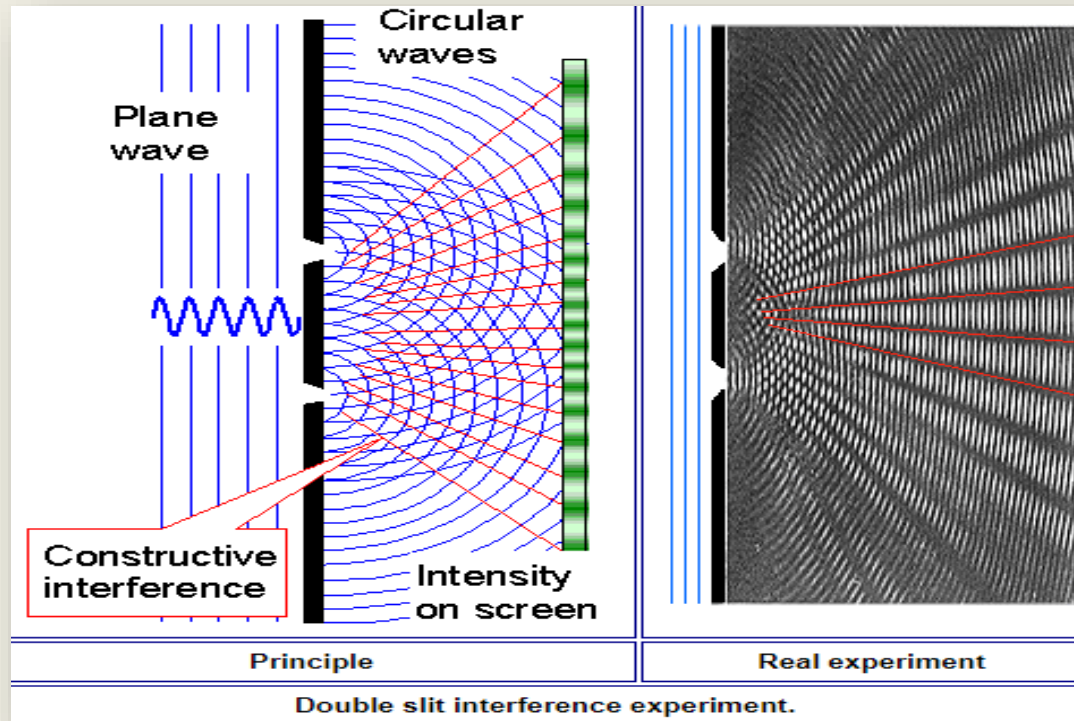 Circular
waves
Plane
wave
Constructive
interference
Intensity
on screen
Principle
Real experiment
Double slit interference experiment.